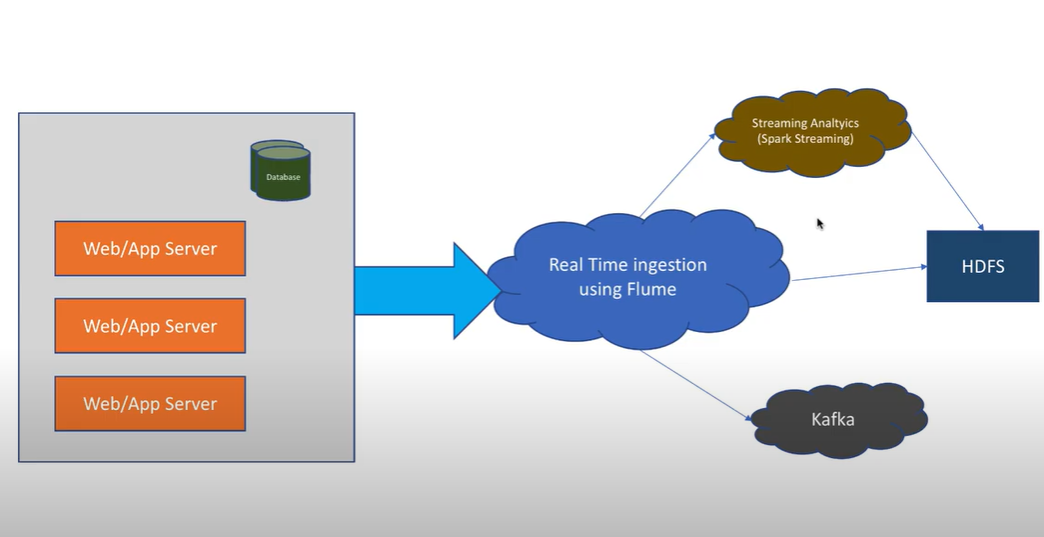 Database
Web/App Server
Web/App Server
Web/App Server
Real Time ingestion
using Flume
Streaming Analtyics
(Spark Streaming)
HDFS
Kafka